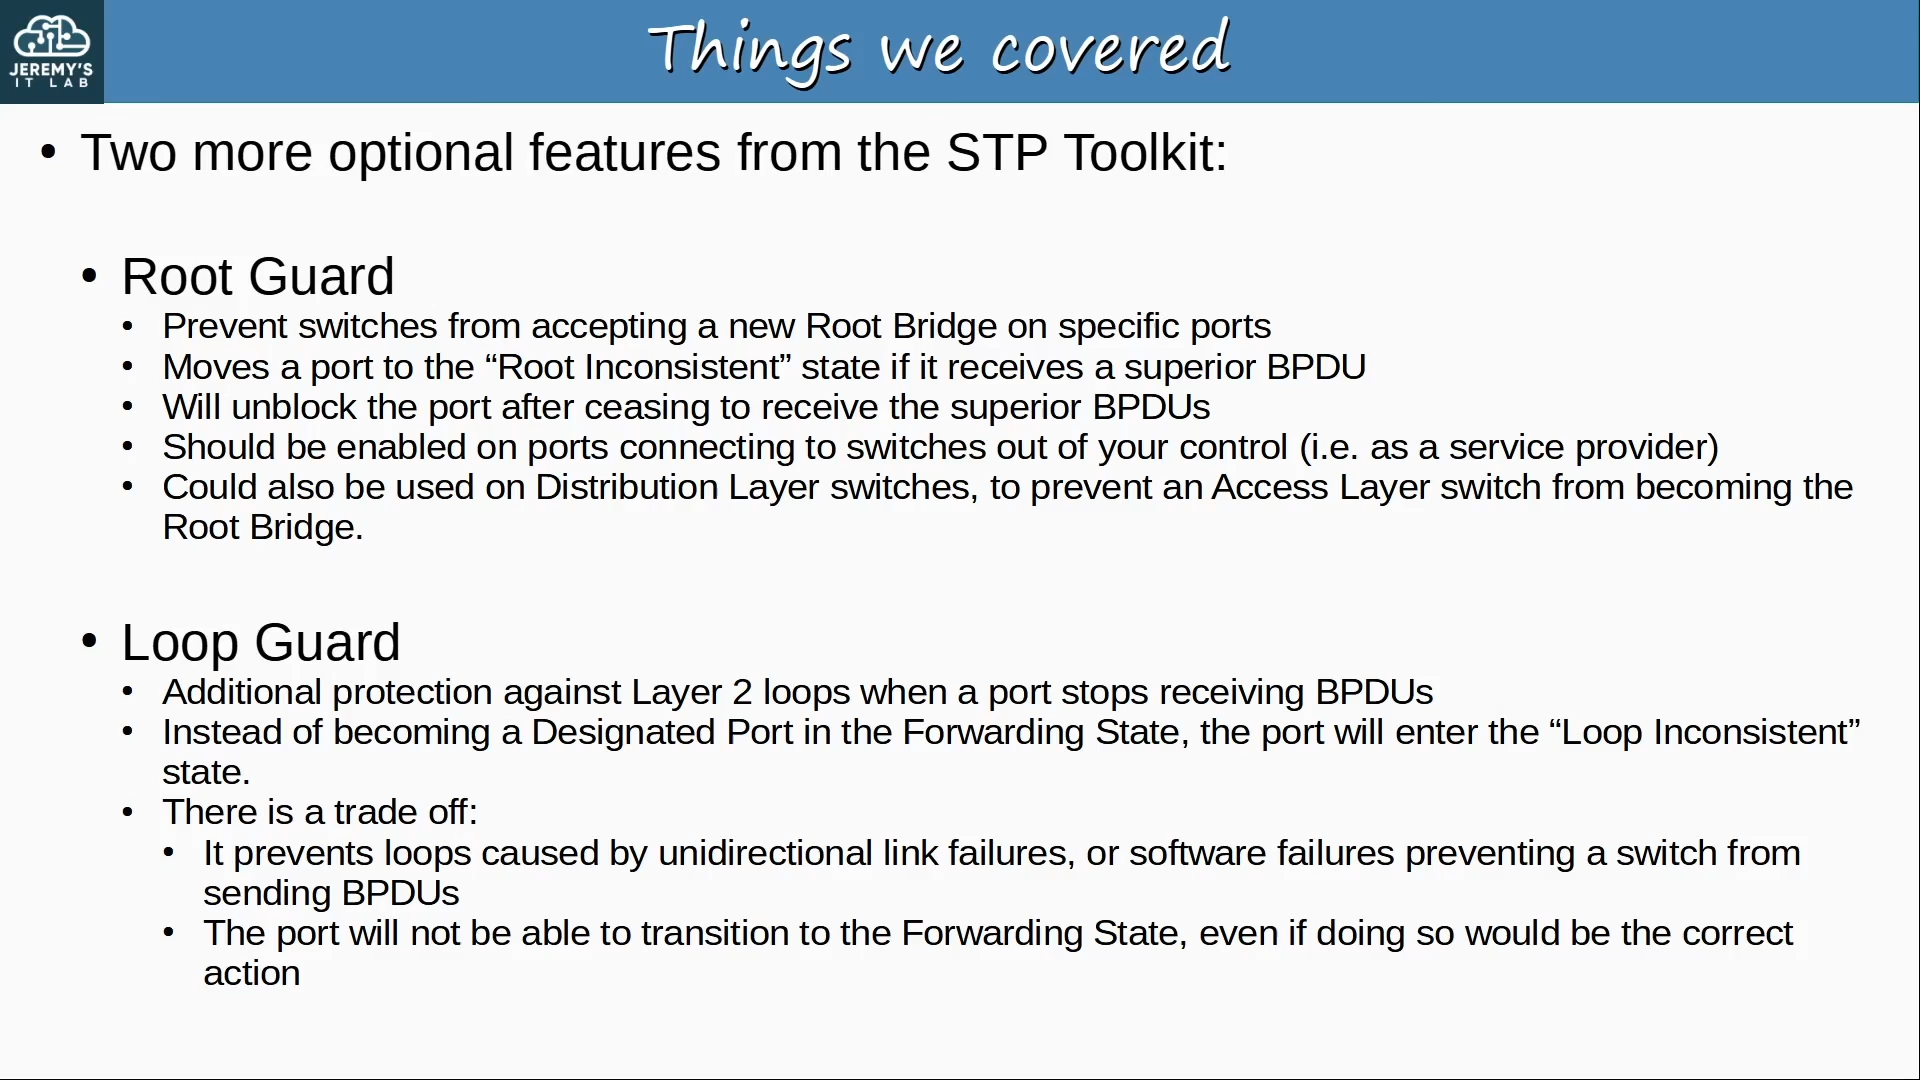 JEREMY'S
IT LAB
Things we covered
• Two more optional features from the STP Toolkit:
• Root Guard
• Prevent switches from accepting a new Root Bridge on specific ports
• Moves a port to the “Root Inconsistent” state if it receives a superior BPDU
• Will unblock the port after ceasing to receive the superior BPDUs
• Should be enabled on ports connecting to switches out of your control (i.e. as a service provider)
• Could also be used on Distribution Layer switches, to prevent an Access Layer switch from becoming the
Root Bridge.
• Loop Guard
• Additional protection against Layer 2 loops when a port stops receiving BPDUs
• Instead of becoming a Designated Port in the Forwarding State, the port will enter the “Loop Inconsistent”
state.
• There is a trade off:
• It prevents loops caused by unidirectional link failures, or software failures preventing a switch from
sending BPDUs
• The port will not be able to transition to the Forwarding State, even if doing so would be the correct
action